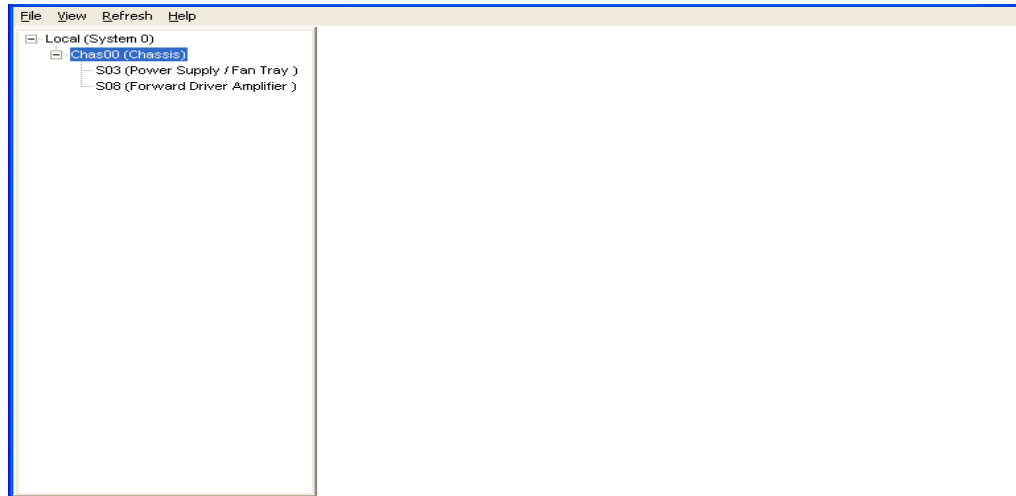 File View Refresh Help
Local (System 0)
Chas00 (Chassis)
S03 (Power Supply / Fan Tray )
S08 (Forward Driver Amplifier )